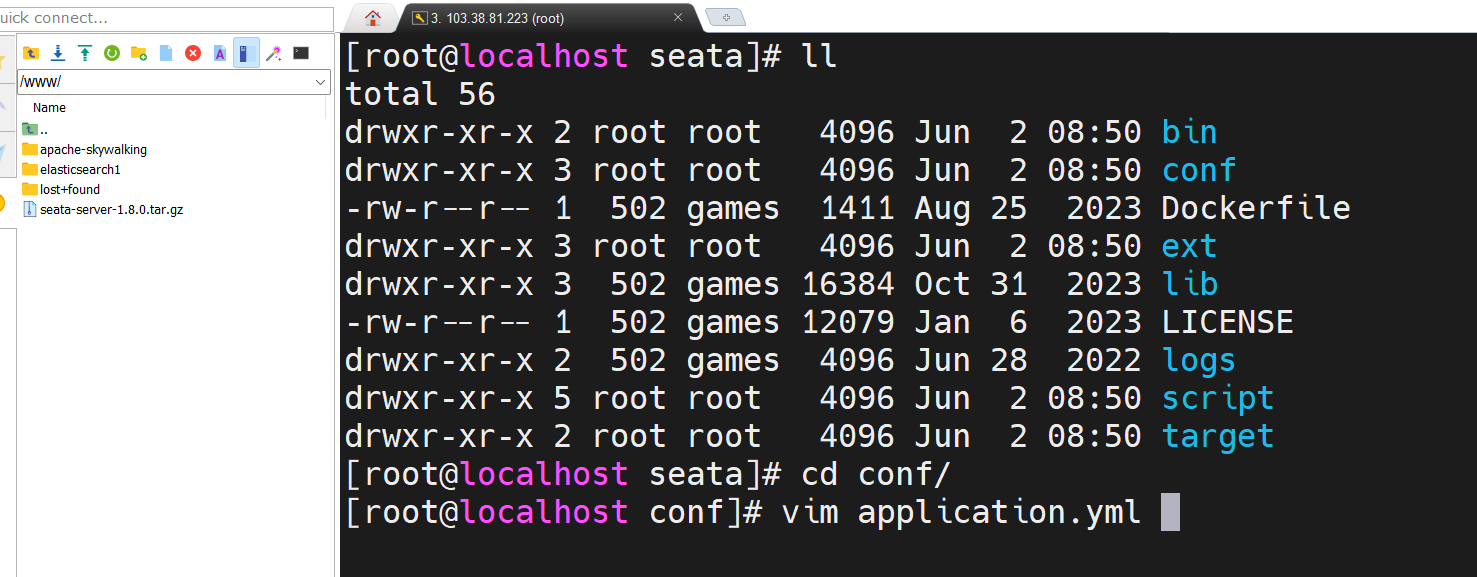 uick connect...
3. 103.38.81.223 (root)
/www/
Name
..
apache-skywalking
elasticsearch1
lost+found
seata-server-1.8.0.tar.gz
[root@localhost seata]# ll
total 56
drwxr-xr-x 2 root root   4096 Jun  2 08:50 bin
drwxr-xr-x 3 root root   4096 Jun  2 08:50 conf
-rw-r--r-- 1  502 games  1411 Aug 25  2023 Dockerfile
drwxr-xr-x 3 root root   4096 Jun  2 08:50 ext
drwxr-xr-x 3  502 games 16384 Oct 31  2023 lib
-rw-r--r-- 1  502 games 12079 Jan  6  2023 LICENSE
drwxr-xr-x 2  502 games  4096 Jun 28  2022 logs
drwxr-xr-x 5 root root   4096 Jun  2 08:50 script
drwxr-xr-x 2 root root   4096 Jun  2 08:50 target
[root@localhost seata]# cd conf/
[root@localhost conf]# vim application.yml